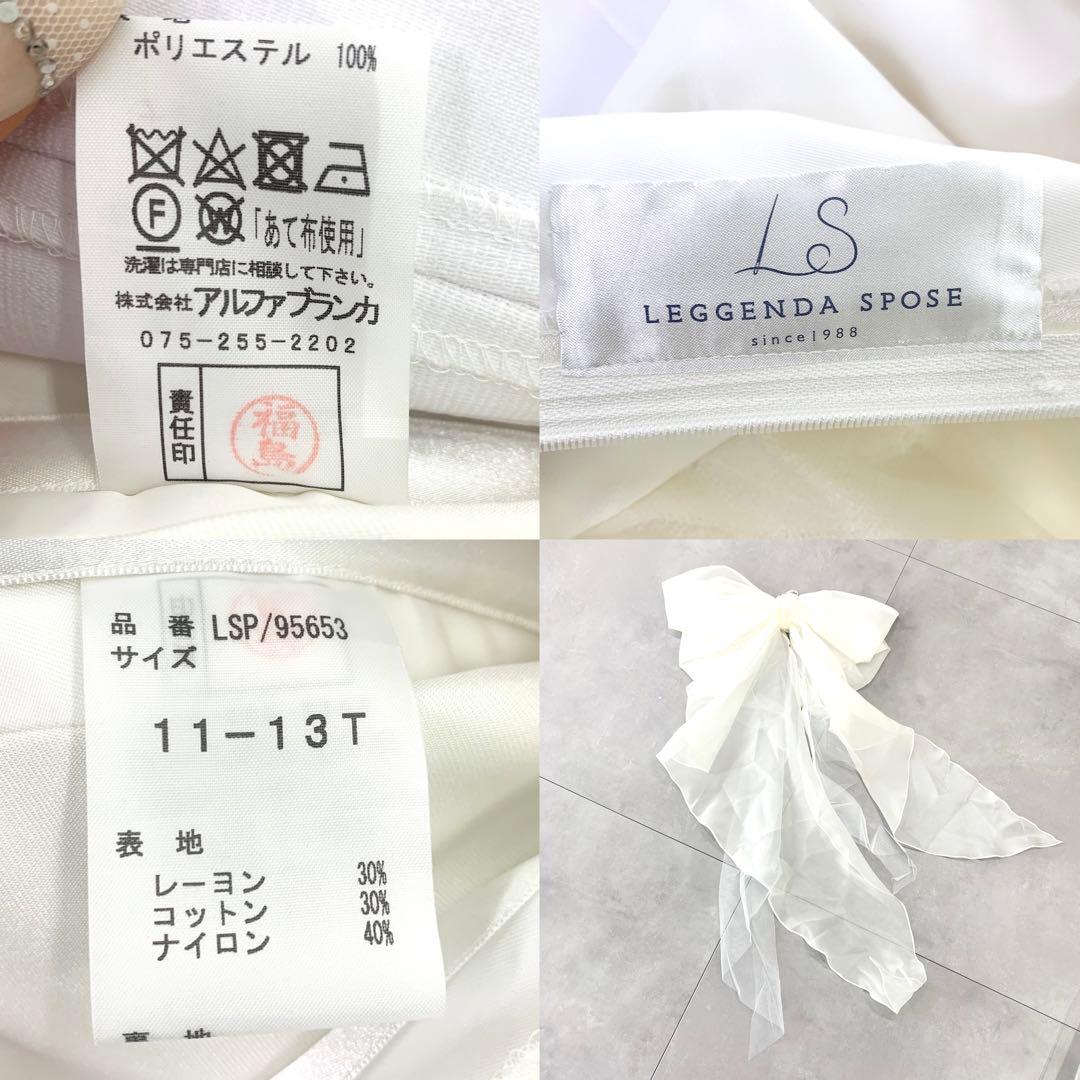 ポリエステル 100%
F
W
「あて布使用」
洗濯は専門店に相談して下さい。
株式会社アルファブランカ
075-255-2202
責任印
福島
LS
LEGGENDA SPOSE
since1988
品 番 LSP/95653
サイズ
11-13T
表 地
レーヨン 30%
コットン 30%
ナイロン 40%